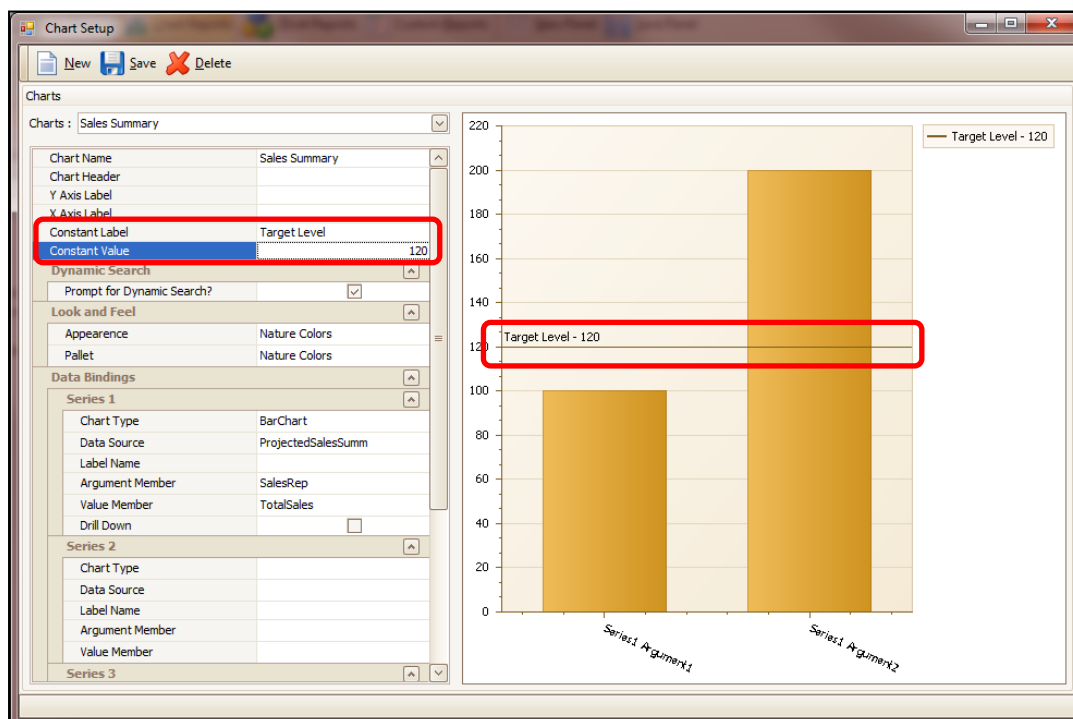 Chart Setup
New Save Delete
Charts
Charts : Sales Summary
Chart Name Sales Summary
Chart Header
Y Axis Label
X Axis Label
Constant Label Target Level
Constant Value 120
Dynamic Search
Prompt for Dynamic Search?
Look and Feel
Appearence Nature Colors
Pallet Nature Colors
Data Bindings
Series 1
Chart Type BarChart
Data Source ProjectedSalesSumm
Label Name
Argument Member SalesRep
Value Member TotalSales
Drill Down
Series 2
Chart Type
Data Source
Label Name
Argument Member
Value Member
Series 3
220
200
180
160
140
120
100
80
60
40
20
0
Target Level - 120
Series1 Argument1
Series1 Argument2
Target Level - 120